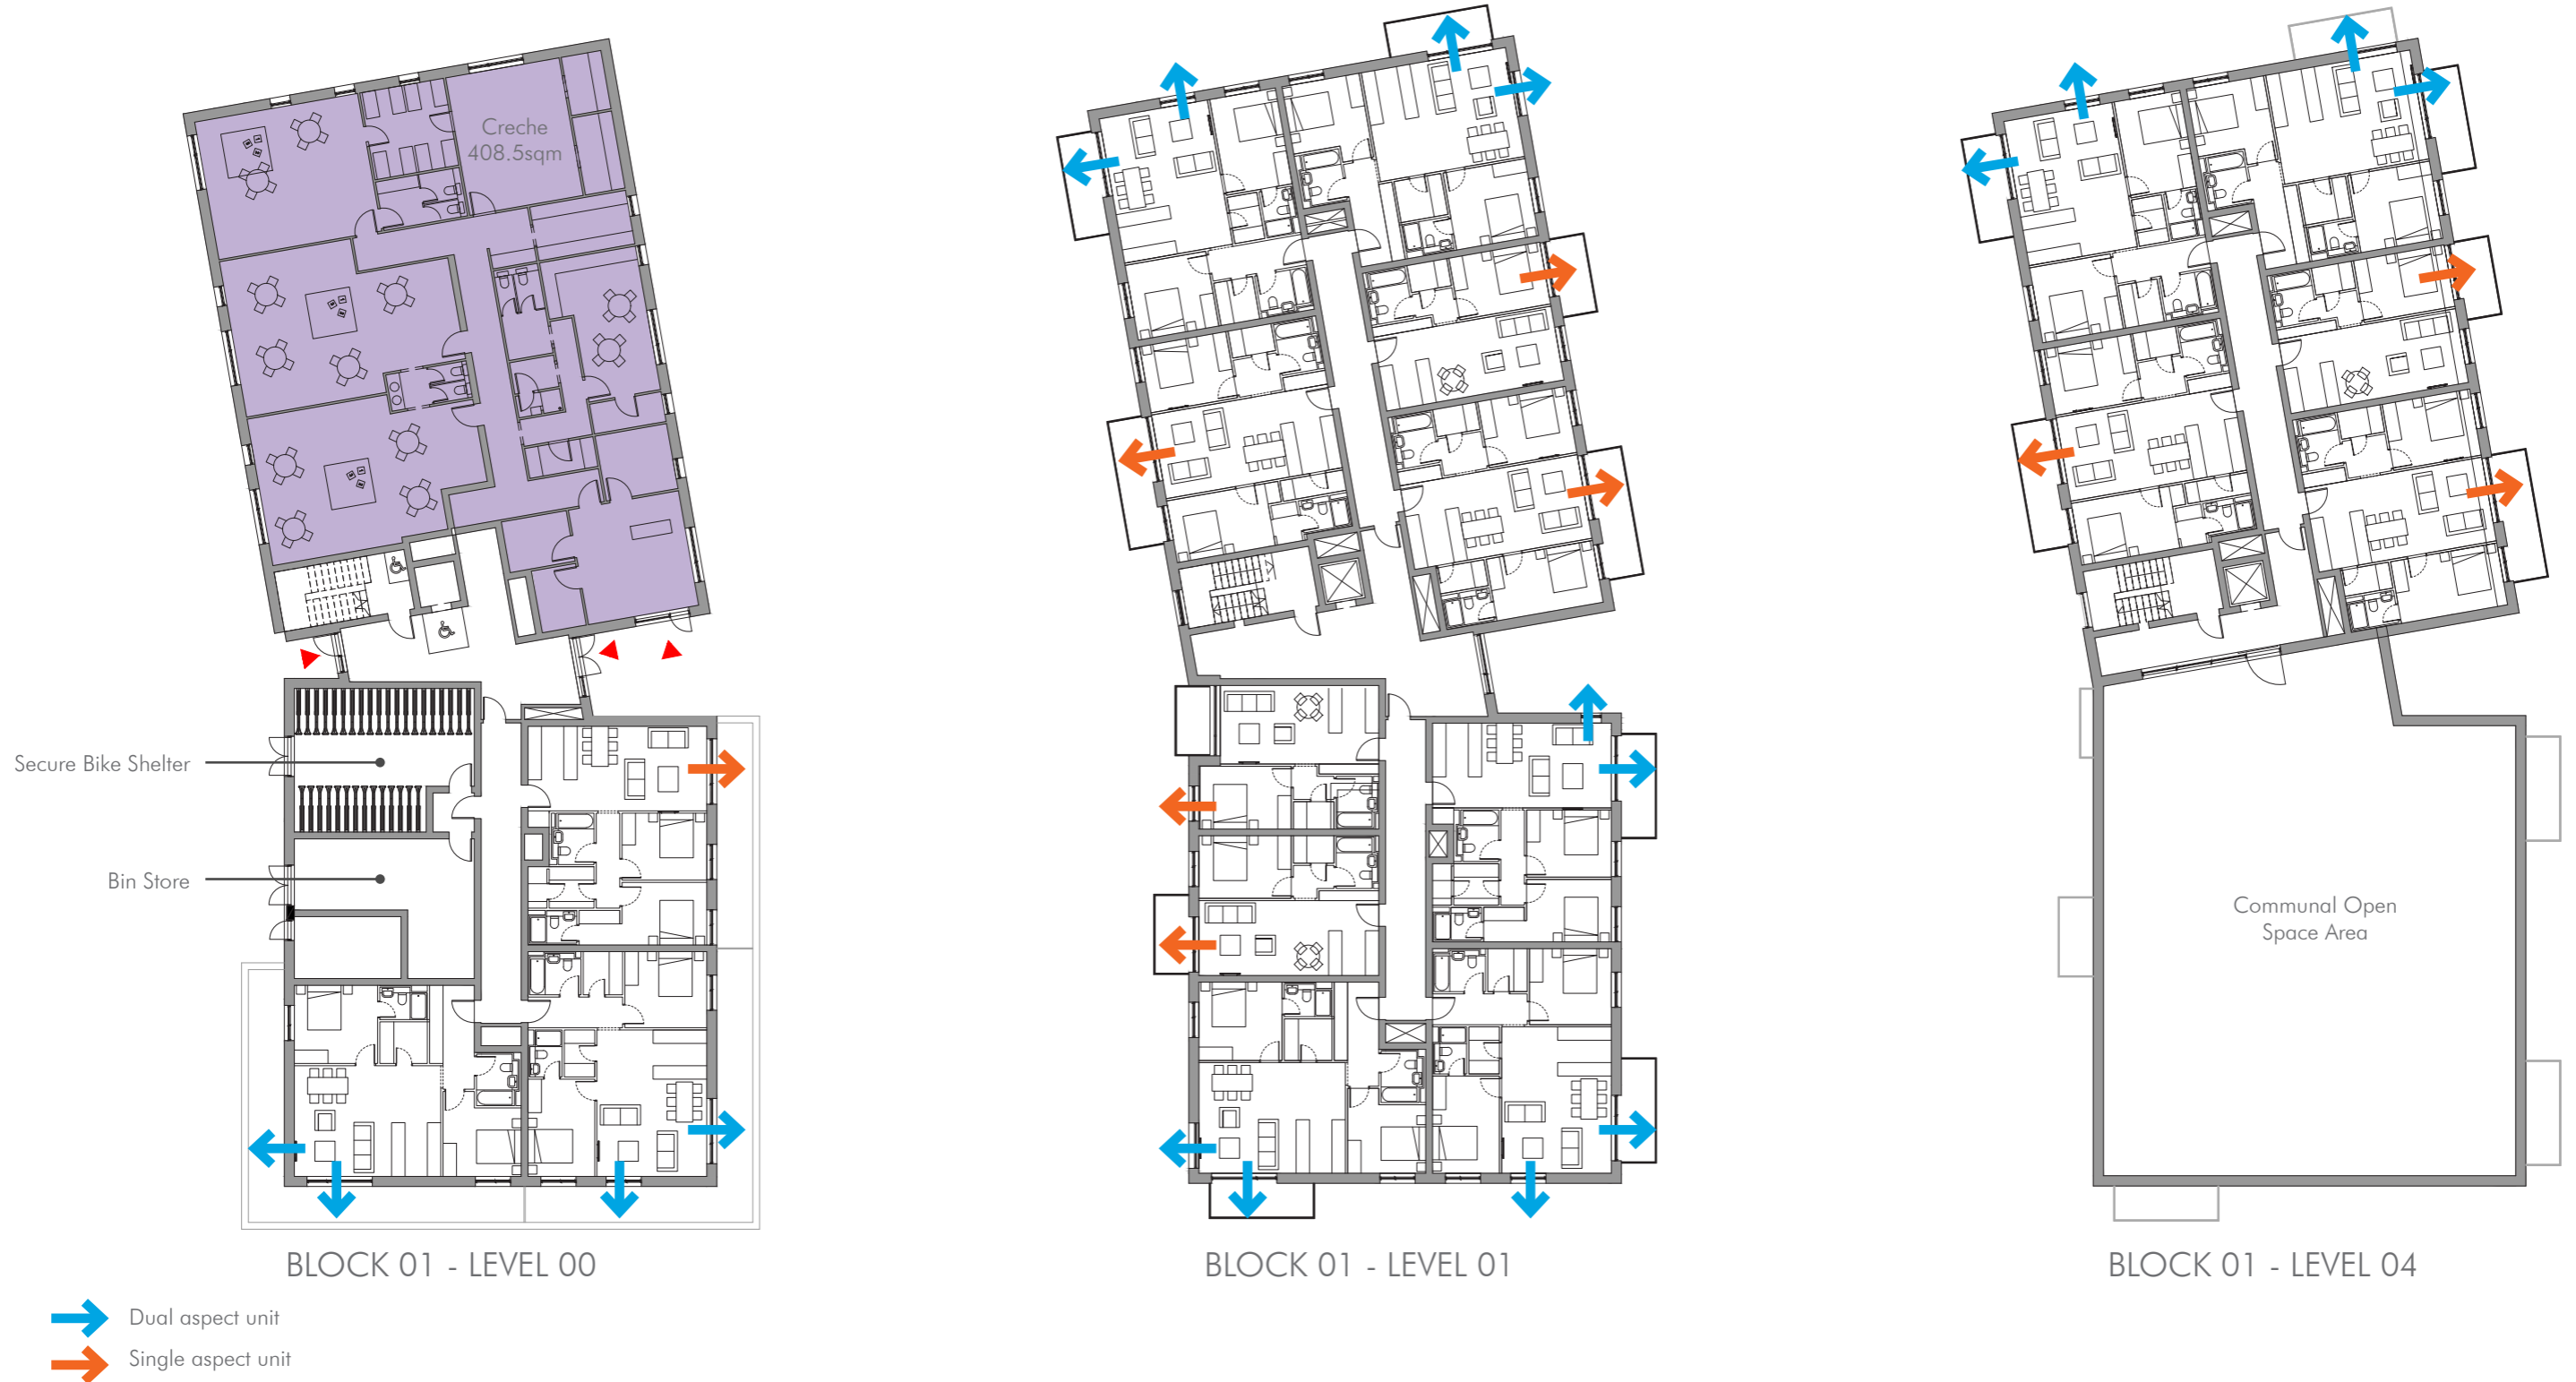 Creche
408.5sqm
Secure Bike Shelter
Bin Store
Communal Open
Space Area
BLOCK 01 - LEVEL 00
BLOCK 01 - LEVEL 01
BLOCK 01 - LEVEL 04
Dual aspect unit
Single aspect unit